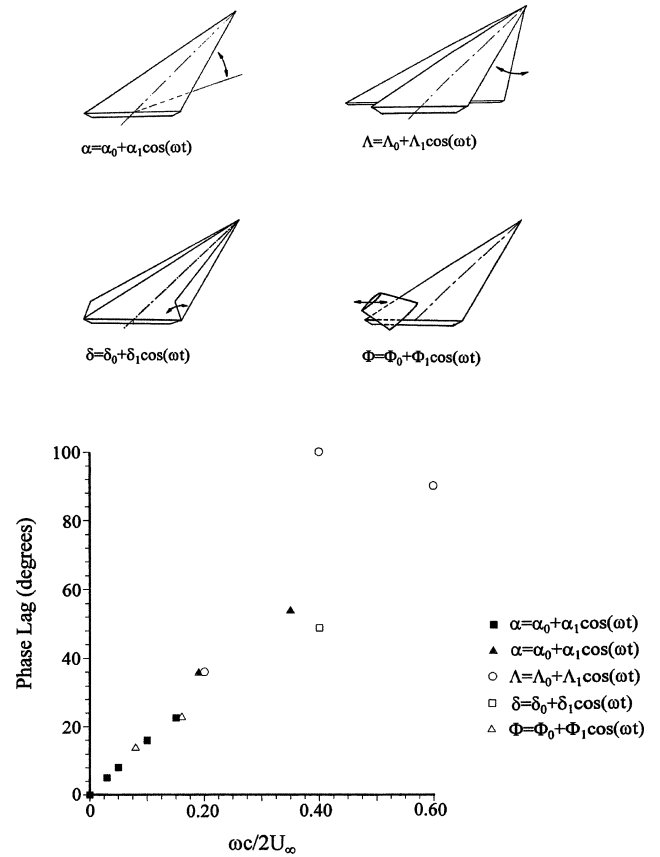 α=α₀+α₁cos(ωt)
Λ=Λ₀+Λ₁cos(ωt)
δ=δ₀+δ₁cos(ωt)
Φ=Φ₀+Φ₁cos(ωt)
Phase Lag (degrees)
100
80
60
40
20
0
0
0.20
0.40
0.60
ωc/2U∞
α=α₀+α₁cos(ωt)
α=α₀+α₁cos(ωt)
Λ=Λ₀+Λ₁cos(ωt)
δ=δ₀+δ₁cos(ωt)
Φ=Φ₀+Φ₁cos(ωt)